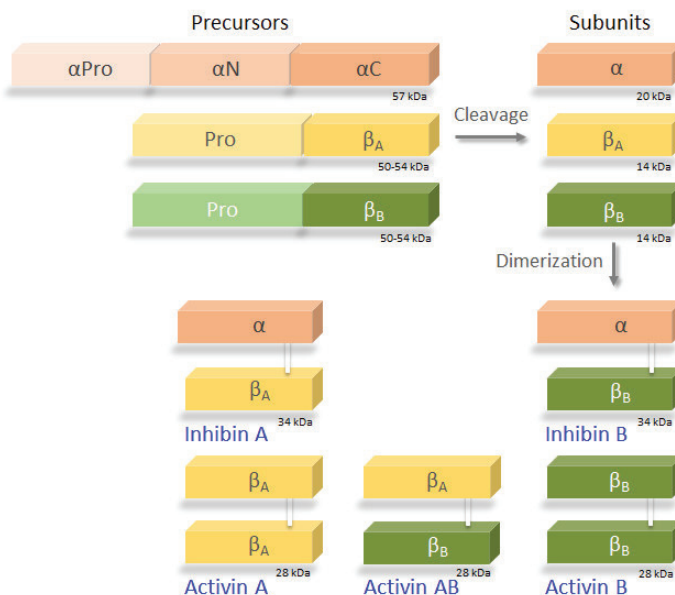 Precursors Subunits
αPro αN αC α
57 kDa 20 kDa
Cleavage
Pro βA βA
50-54 kDa 14 kDa
Pro βB βB
50-54 kDa 14 kDa
Dimerization
α α
βA βB
34 kDa 34 kDa
Inhibin A Inhibin B
βA βA βB
βA βB βB
28 kDa 28 kDa 28 kDa
Activin A Activin AB Activin B